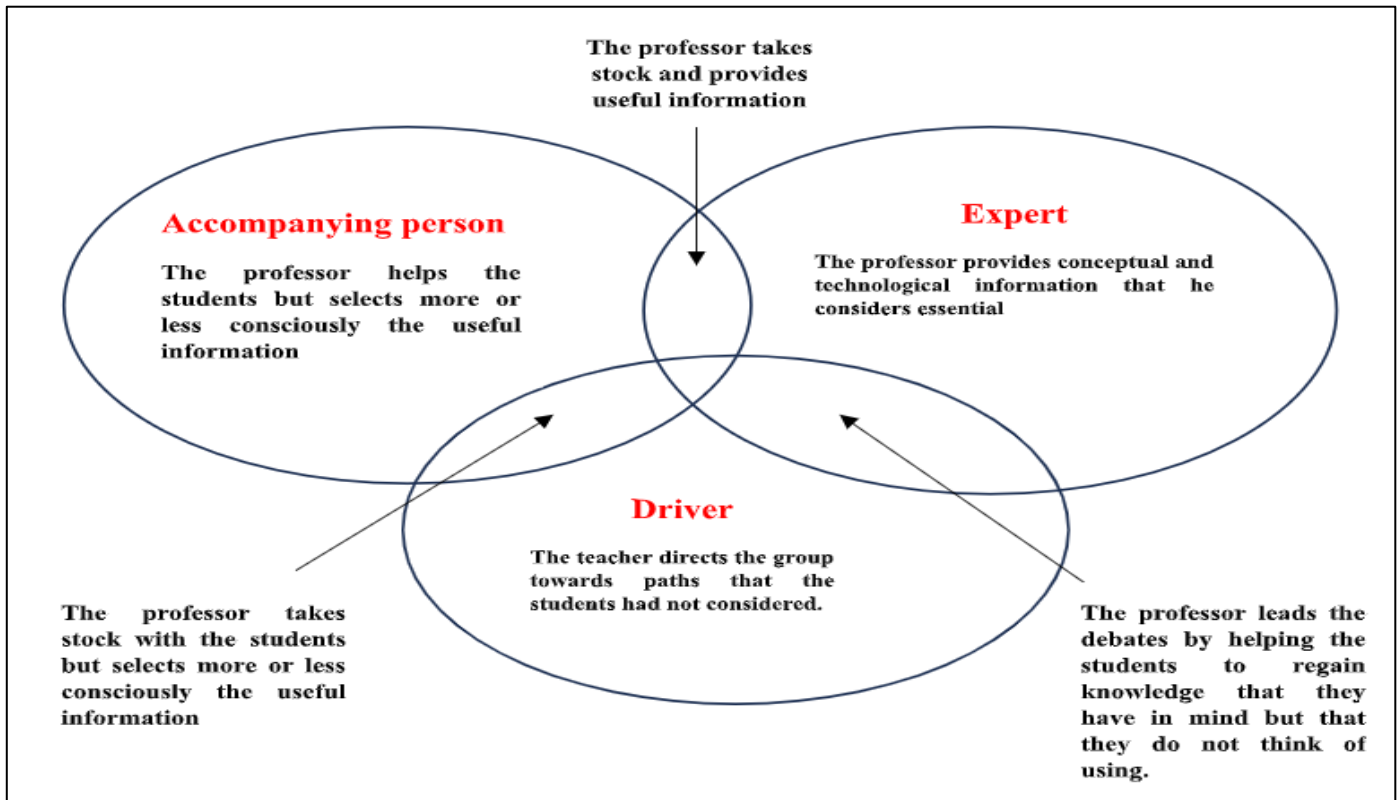 The professor takes
stock and provides
useful information
Accompanying person
The professor helps the
students but selects more or
less consciously the useful
information
Expert
The professor provides conceptual and
technological information that he
considers essential
Driver
The teacher directs the group
towards paths that the
students had not considered.
The professor takes
stock with the students
but selects more or less
consciously the useful
information
The professor leads the
debates by helping the
students to regain
knowledge that they
have in mind but that
they do not think of
using.